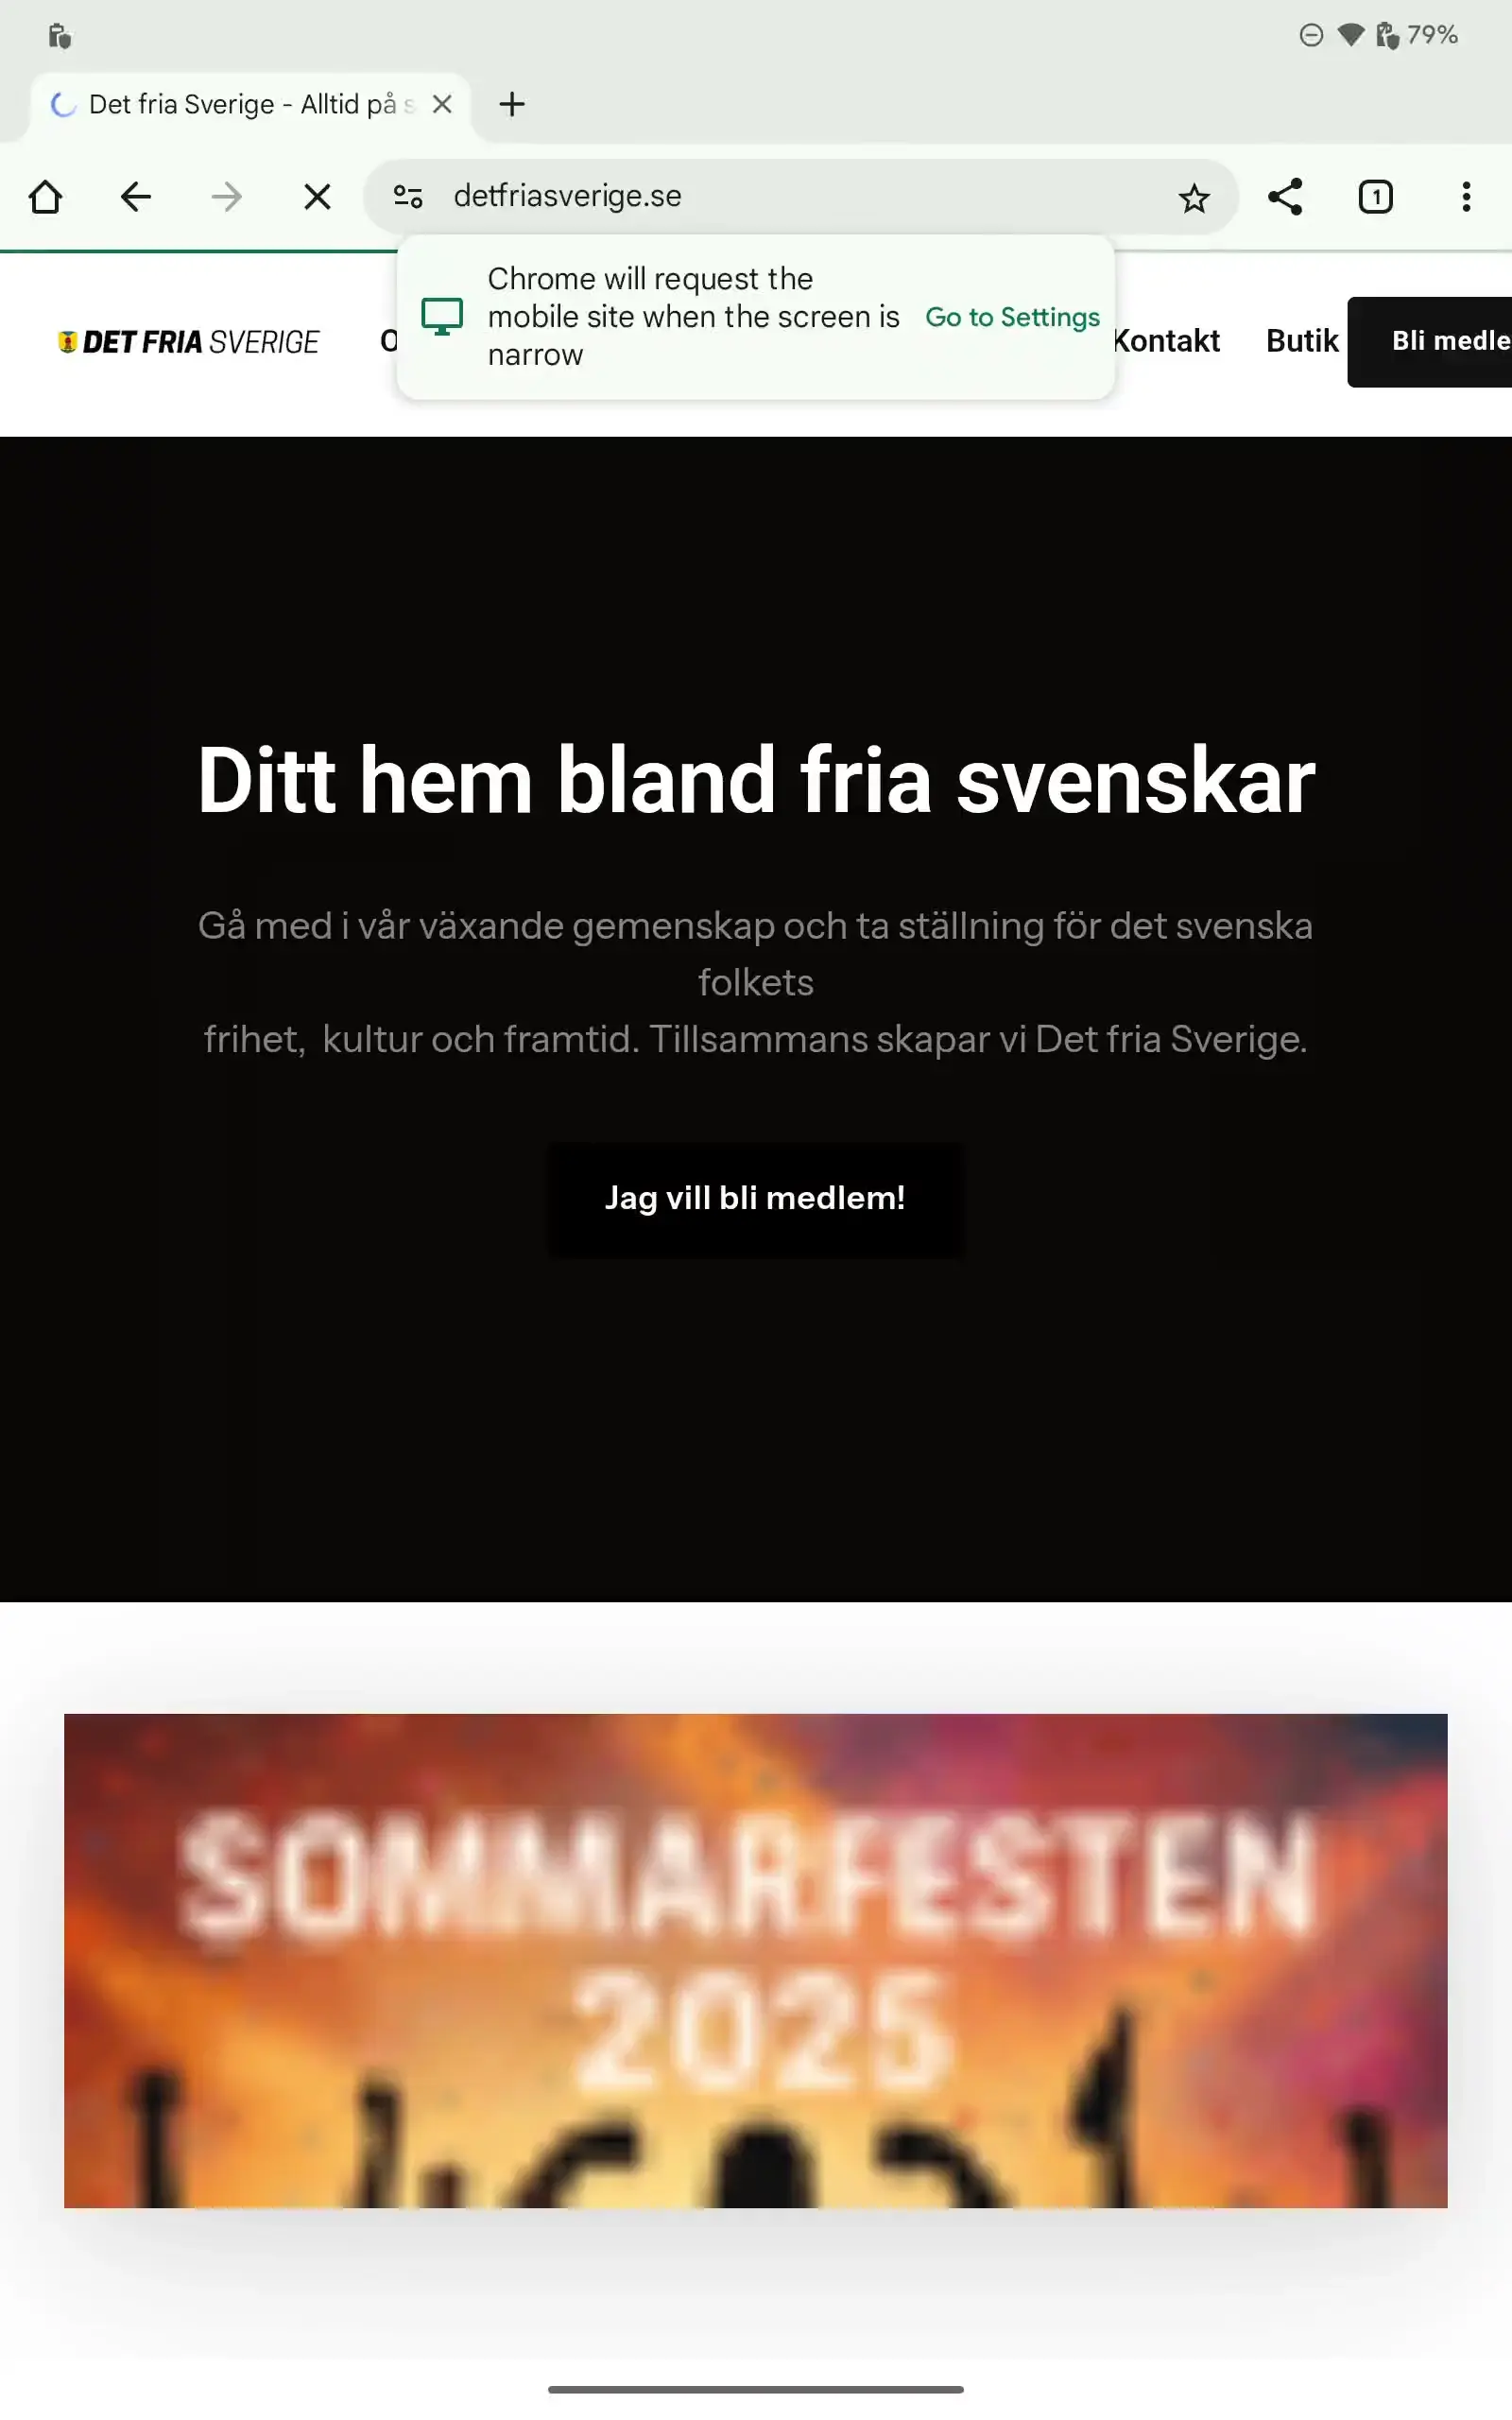 79%
Det fria Sverige - Alltid på s
detfriasverige.se
1
Chrome will request the
mobile site when the screen is
narrow
Go to Settings
DET FRIA SVERIGE
Kontakt
Butik
Bli medle
Ditt hem bland fria svenskar
Gå med i vår växande gemenskap och ta ställning för det svenska
folkets
frihet, kultur och framtid. Tillsammans skapar vi Det fria Sverige.
Jag vill bli medlem!
SOMMARFESTEN
2025